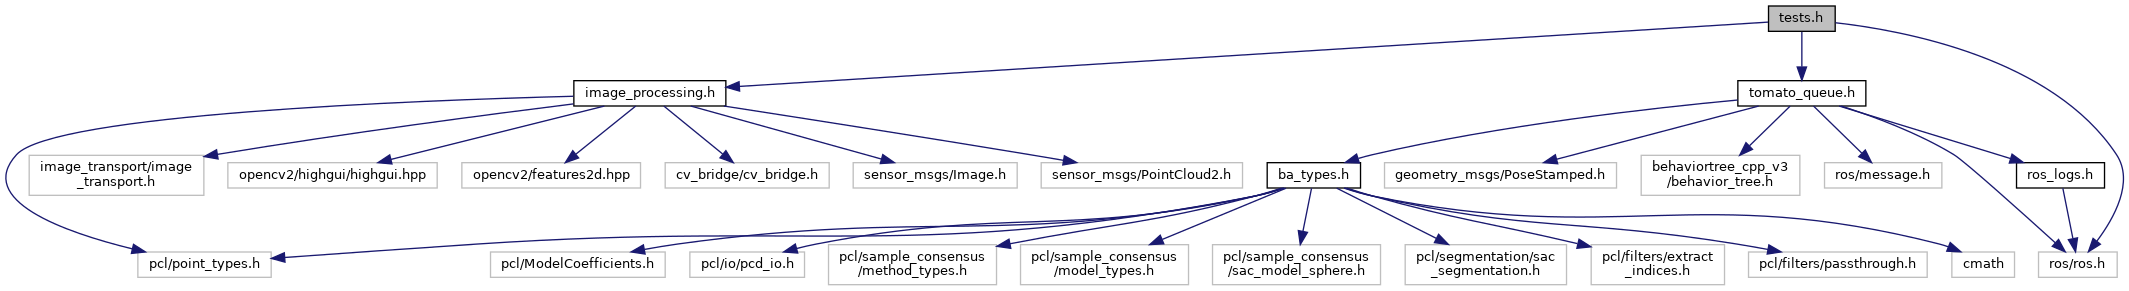 tests.h
image_processing.h
tomato_queue.h
image_transport/image
_transport.h
opencv2/highgui/highgui.hpp
opencv2/features2d.hpp
cv_bridge/cv_bridge.h
sensor_msgs/Image.h
sensor_msgs/PointCloud2.h
ba_types.h
geometry_msgs/PoseStamped.h
behaviortree_cpp_v3
/behavior_tree.h
ros/message.h
ros_logs.h
pcl/point_types.h
pcl/ModelCoefficients.h
pcl/io/pcd_io.h
pcl/sample_consensus
/method_types.h
pcl/sample_consensus
/model_types.h
pcl/sample_consensus
/sac_model_sphere.h
pcl/segmentation/sac
_segmentation.h
pcl/filters/extract
_indices.h
pcl/filters/passthrough.h
cmath
ros/ros.h